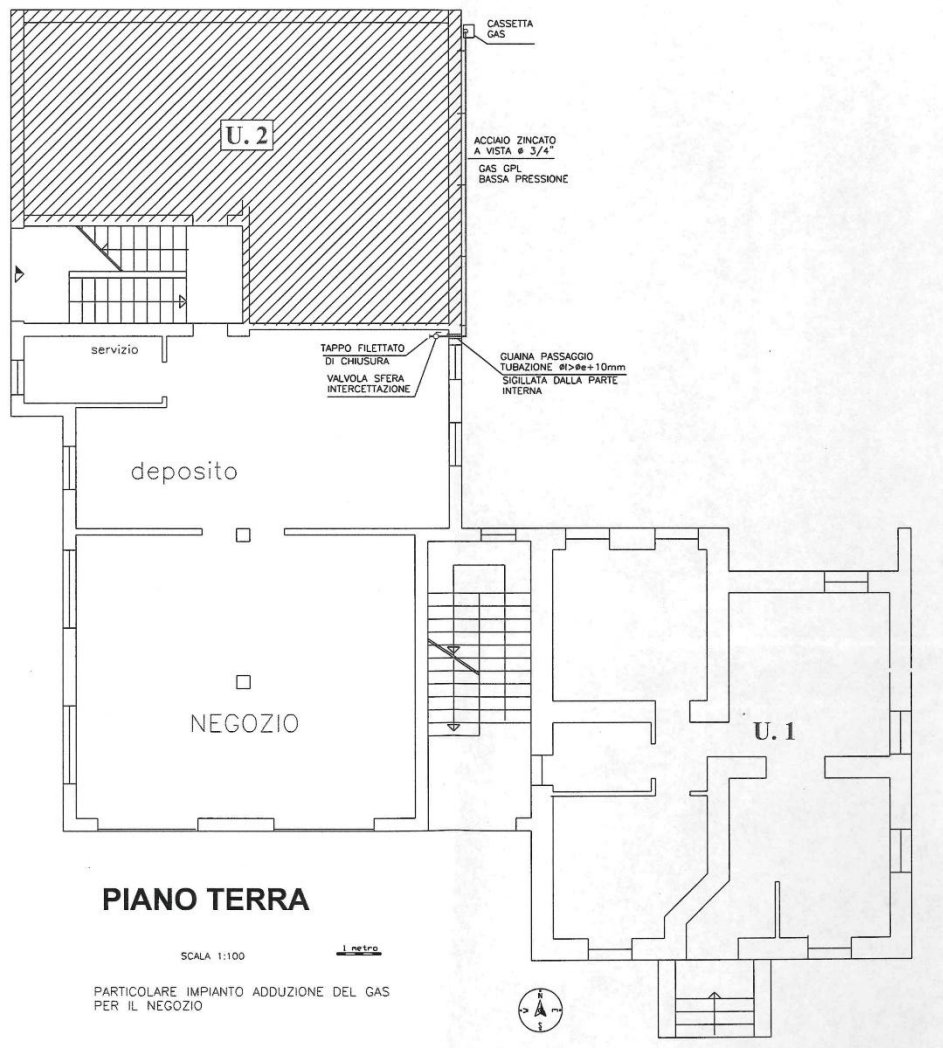 CASSETTA
GAS
U. 2
ACCIAIO ZINCATO
A VISTA ø 3/4"
GAS GPL
BASSA PRESSIONE
servizio
TAPPO FILETTATO
DI CHIUSURA
VALVOLA SFERA
INTERCETTAZIONE
GUAINA PASSAGGIO
TUBAZIONE øi>øe+10mm
SIGILLATA DALLA PARTE
INTERNA
deposito
NEGOZIO
U. 1
PIANO TERRA
SCALA 1:100
1 metro
PARTICOLARE IMPIANTO ADDUZIONE DEL GAS
PER IL NEGOZIO
N
S